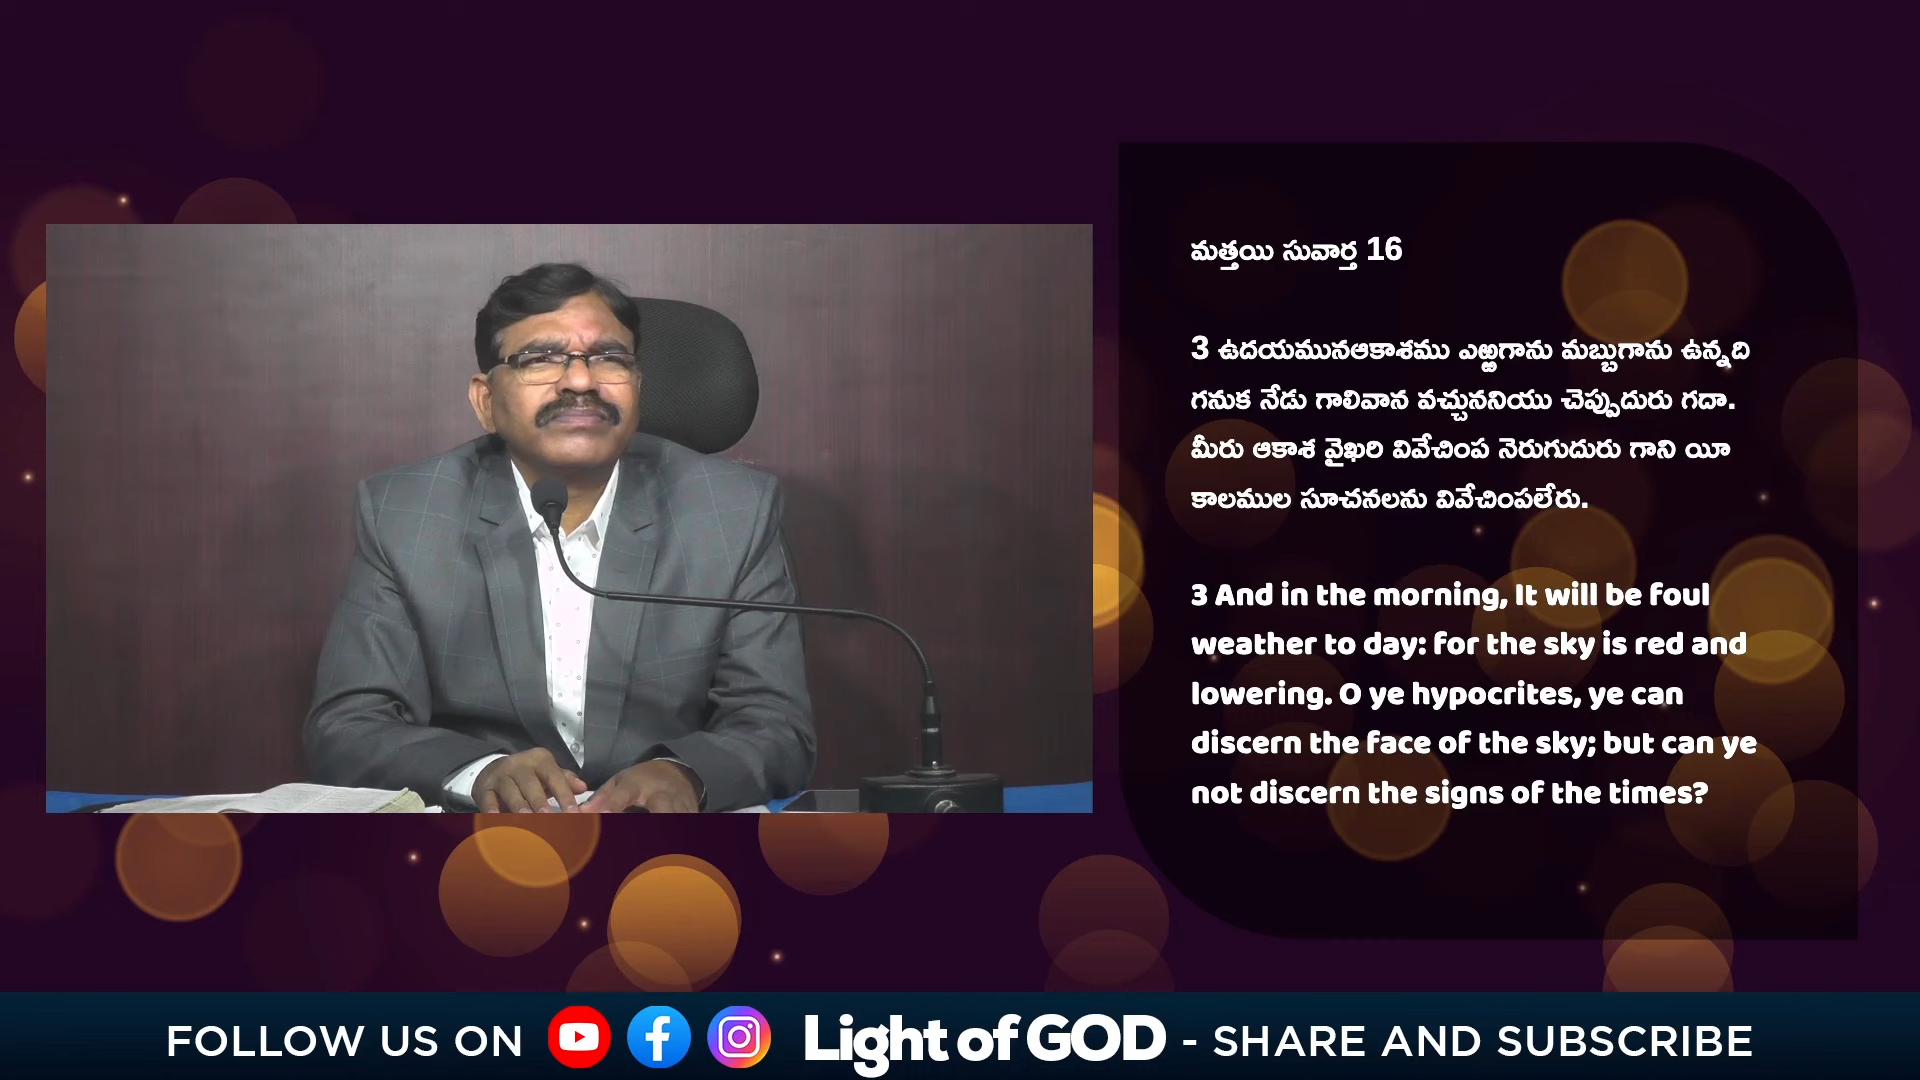 మత్తయి సువార్త 16
3 ఉదయమునఆకాశము ఎఱ్ఱగాను మబ్బుగాను ఉన్నది
గనుక నేడు గాలివాన వచ్చుననియు చెప్పుదురు గదా.
మీరు ఆకాశ వైఖరి వివేచింప నెరుగుదురు గాని యీ
కాలముల సూచనలను వివేచింపలేరు.
3 And in the morning, It will be foul
weather to day: for the sky is red and
lowering. O ye hypocrites, ye can
discern the face of the sky; but can ye
not discern the signs of the times?
FOLLOW US ON Light of GOD - SHARE AND SUBSCRIBE